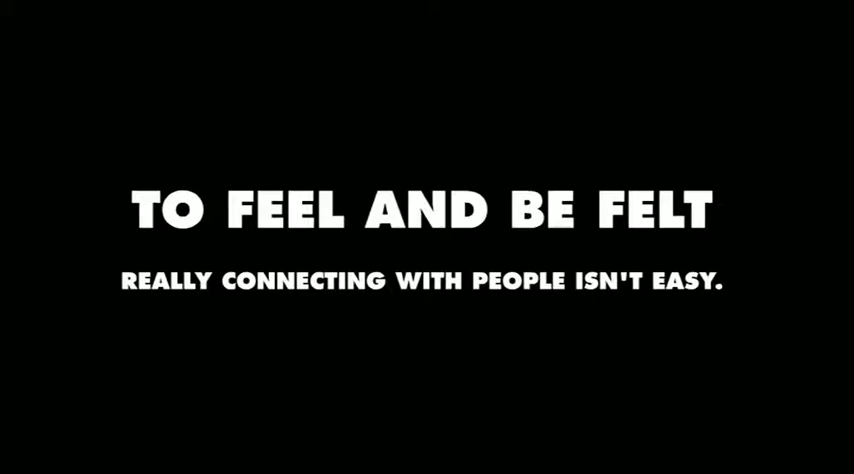 TO FEEL AND BE FELT
REALLY CONNECTING WITH PEOPLE ISN'T EASY.